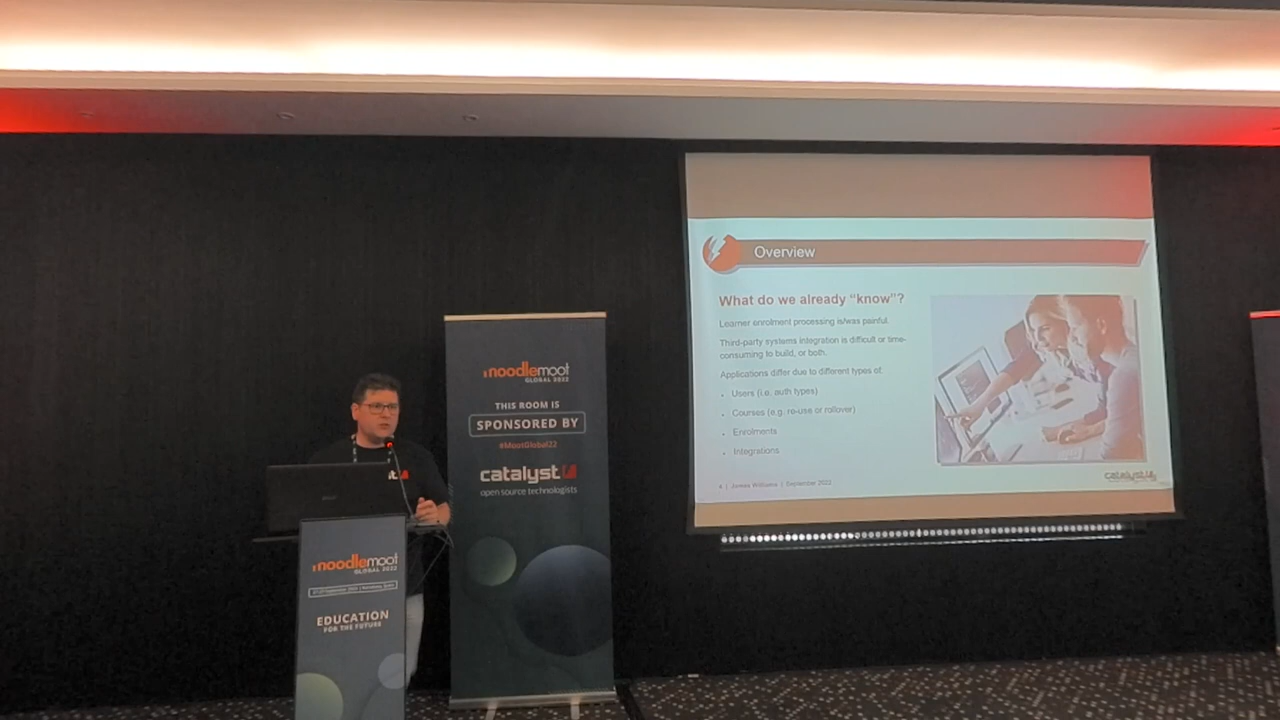 Overview
What do we already “know”?
Learner enrolment processing is/was painful.
Third-party systems integration is difficult or time-
consuming to build, or both.
Applications differ due to different types of:
• Users (i.e. auth types)
• Courses (e.g. re-use or rollover)
• Enrolments
• Integrations
4 | James Williams | September 2022
catalyst
moodlemoot
GLOBAL 2022
THIS ROOM IS
SPONSORED BY
#MootGlobal22
catalyst
open source technologists
moodlemoot
GLOBAL 2022
EDUCATION
FOR THE FUTURE